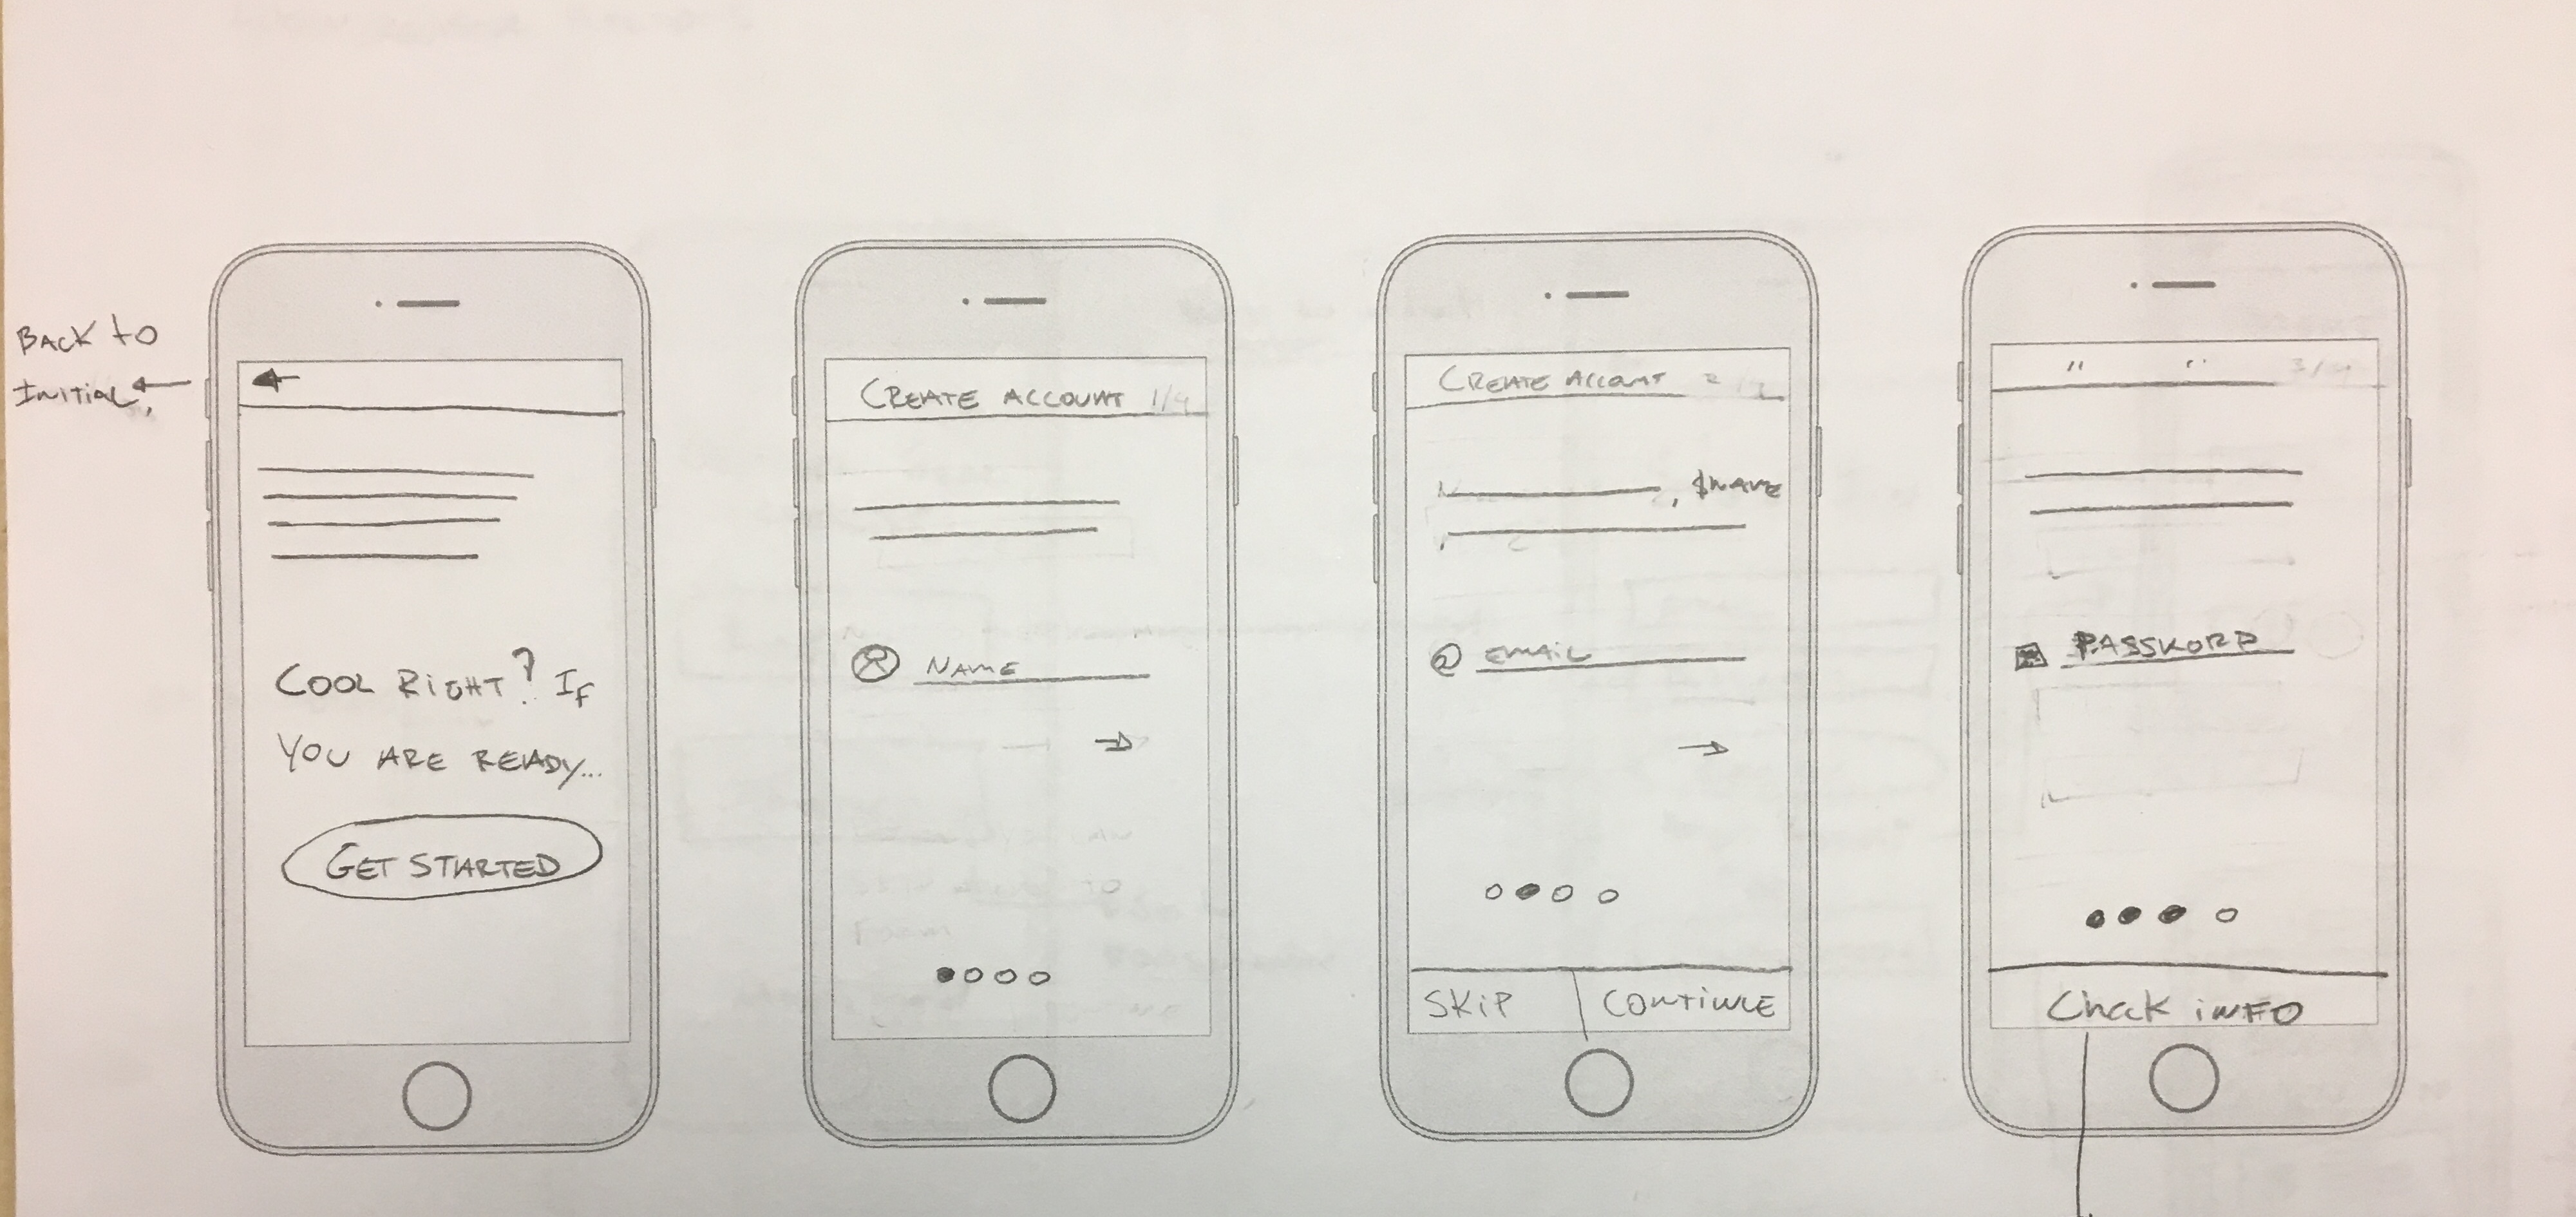 BACK to
INITIAL.
COOL RIGHT? IF
YOU ARE READY...
GET STARTED
CREATE ACCOUNT 1/4
NAME
CREATE ACCOUNT 2/
, $NAME
@ EMAIL
SKIP
CONTINUE
" " 3/4
PASSWORD
Check INFO